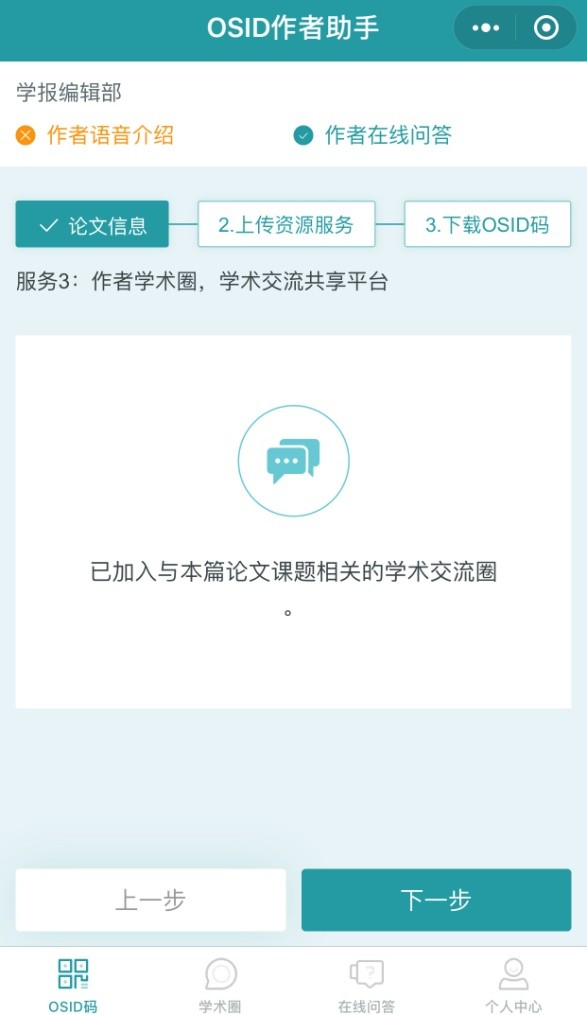 OSID作者助手
学报编辑部
作者语音介绍
作者在线问答
论文信息
2.上传资源服务
3.下载OSID码
服务3：作者学术圈，学术交流共享平台
已加入与本篇论文课题相关的学术交流圈
。
上一步
下一步
OSID码
学术圈
在线问答
个人中心